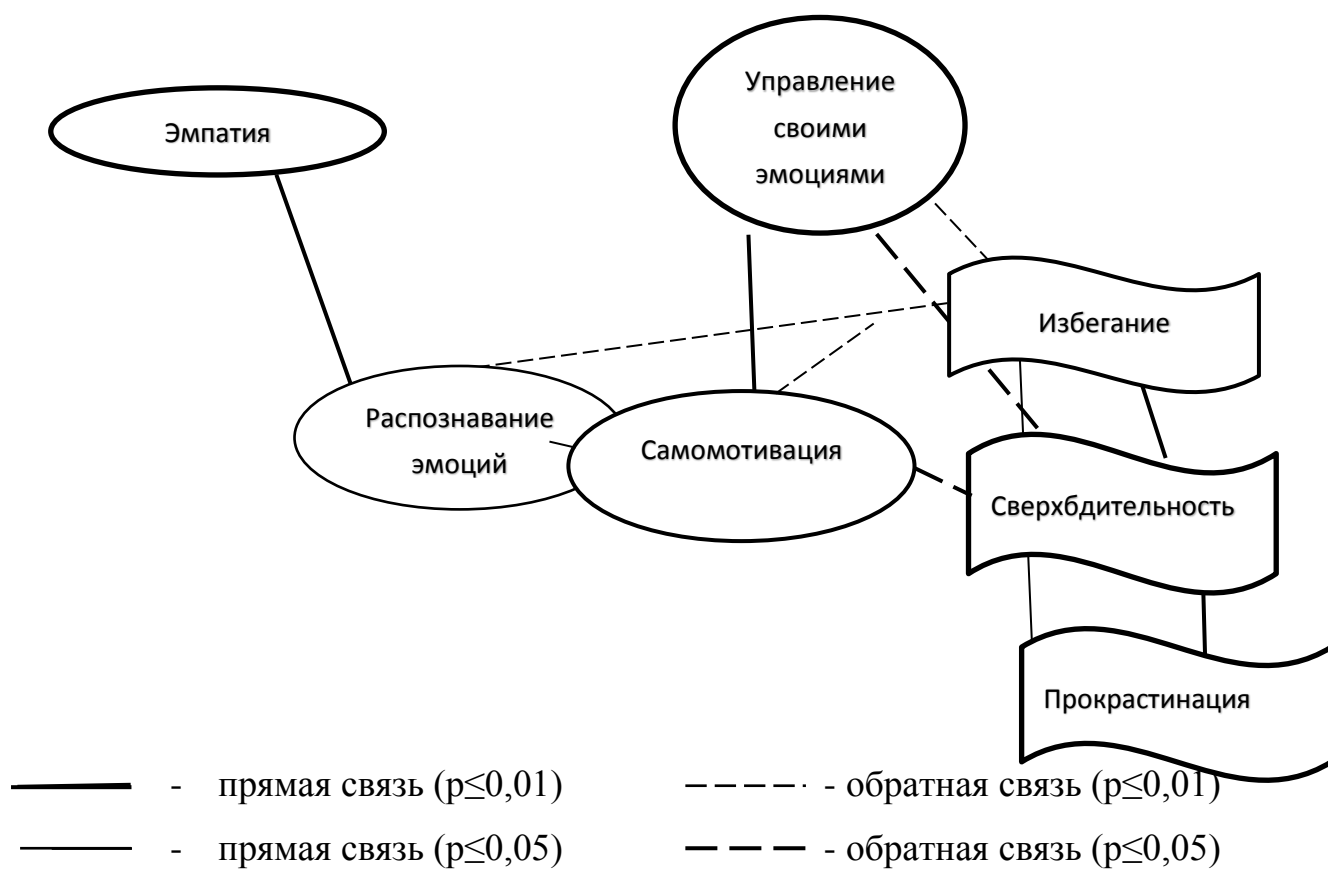 Управление
своими
эмоциями
Эмпатия
Избегание
Распознавание
эмоций
Самомотивация
Сверхбдительность
Прокрастинация
- прямая связь (p≤0,01)
- обратная связь (p≤0,01)
- прямая связь (p≤0,05)
- обратная связь (p≤0,05)